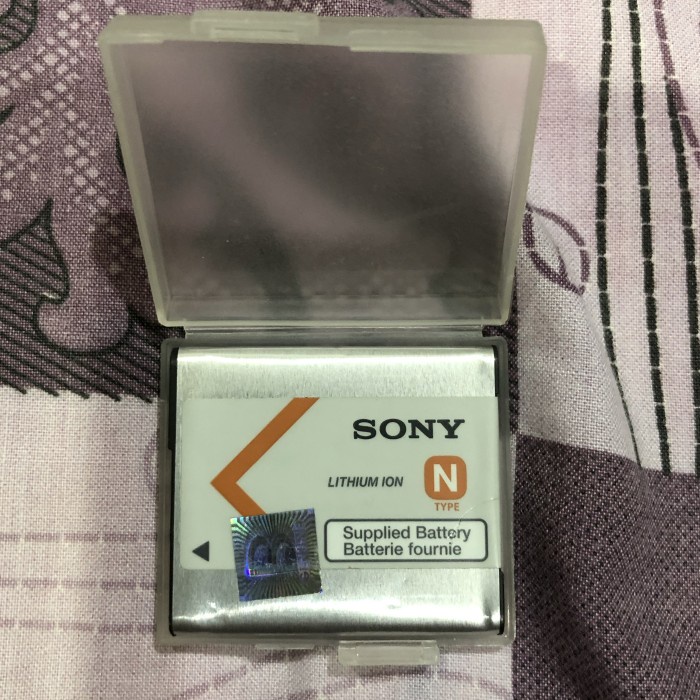 SONY
LITHIUM ION
N
TYPE
Supplied Battery
Batterie fournie